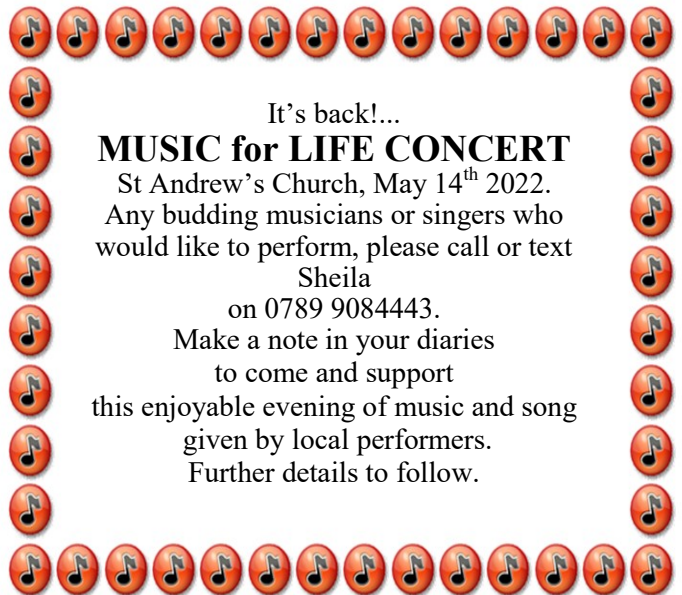 It’s back!...
MUSIC for LIFE CONCERT
St Andrew’s Church, May 14th 2022.
Any budding musicians or singers who
would like to perform, please call or text
Sheila
on 0789 9084443.
Make a note in your diaries
to come and support
this enjoyable evening of music and song
given by local performers.
Further details to follow.